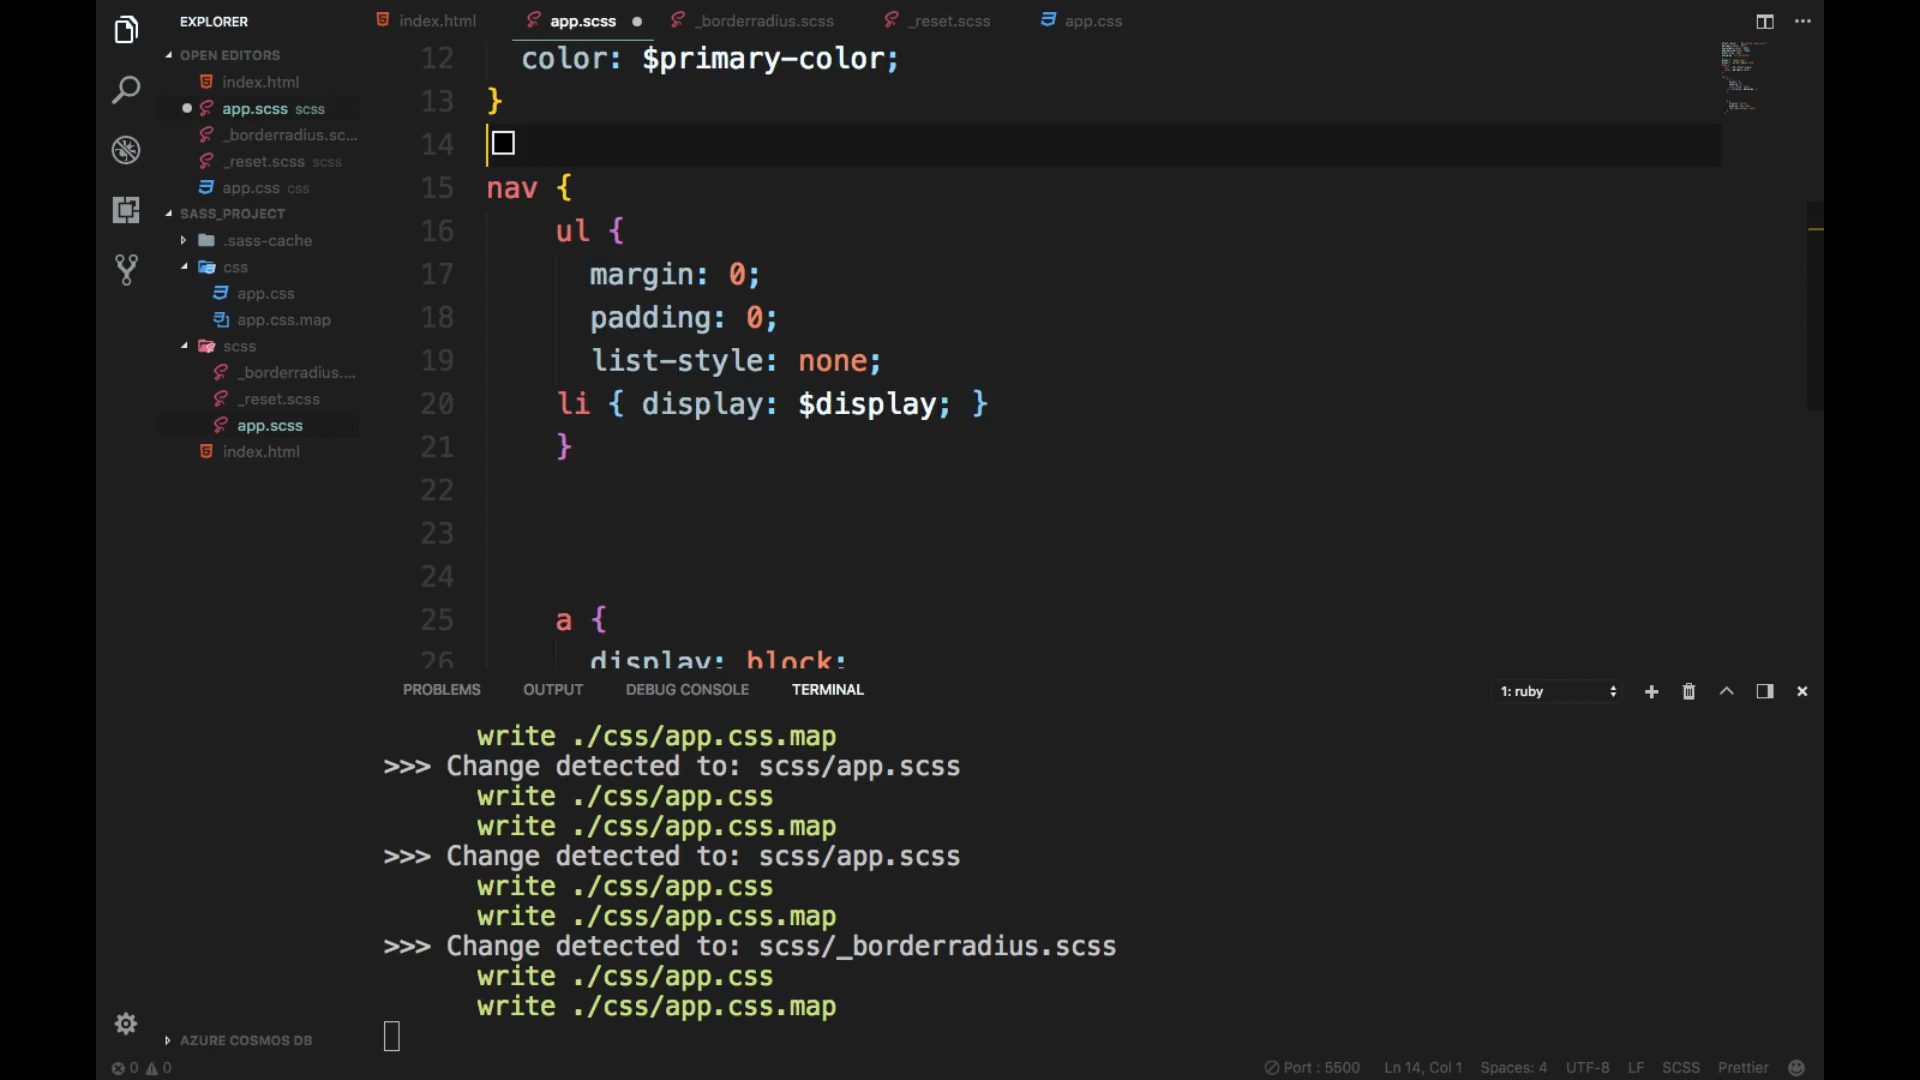 EXPLORER
OPEN EDITORS
index.html
app.scss scss
_borderradius.sc...
_reset.scss scss
app.css css
SASS_PROJECT
.sass-cache
css
app.css
app.css.map
scss
_borderradius....
_reset.scss
app.scss
index.html
AZURE COSMOS DB
index.html app.scss _borderradius.scss _reset.scss app.css
12 color: $primary-color;
13 }
14
15 nav {
16 ul {
17 margin: 0;
18 padding: 0;
19 list-style: none;
20 li { display: $display; }
21 }
22
23
24
25 a {
26 display: block;
PROBLEMS OUTPUT DEBUG CONSOLE TERMINAL 1: ruby
write ./css/app.css.map
>>> Change detected to: scss/app.scss
write ./css/app.css
write ./css/app.css.map
>>> Change detected to: scss/app.scss
write ./css/app.css
write ./css/app.css.map
>>> Change detected to: scss/_borderradius.scss
write ./css/app.css
write ./css/app.css.map
0 0 Port : 5500 Ln 14, Col 1 Spaces: 4 UTF-8 LF SCSS Prettier